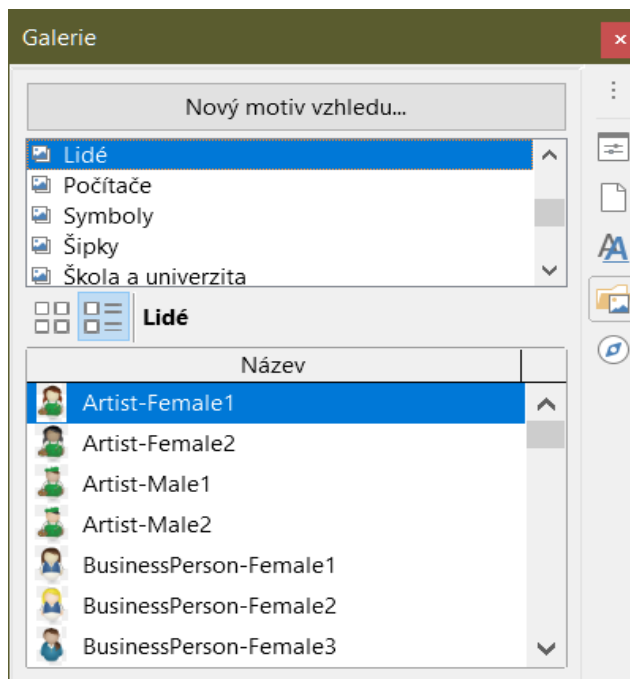 Galerie
Nový motiv vzhledu...
Lidé
Počítače
Symboly
Šipky
Škola a univerzita
Lidé
Název
Artist-Female1
Artist-Female2
Artist-Male1
Artist-Male2
BusinessPerson-Female1
BusinessPerson-Female2
BusinessPerson-Female3